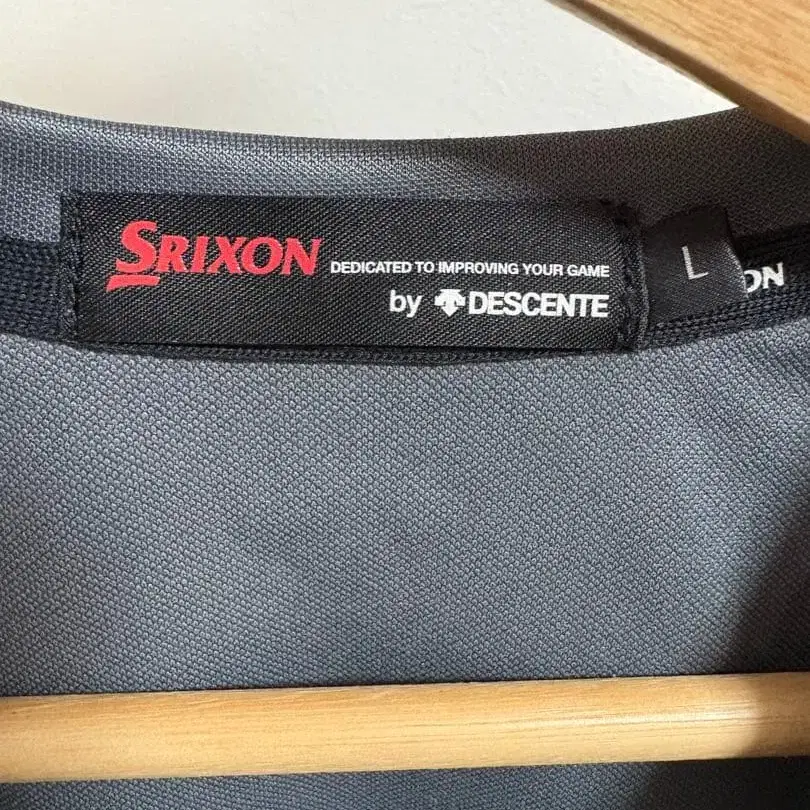 SRIXON DEDICATED TO IMPROVING YOUR GAME
by DESCENTE
L
ON